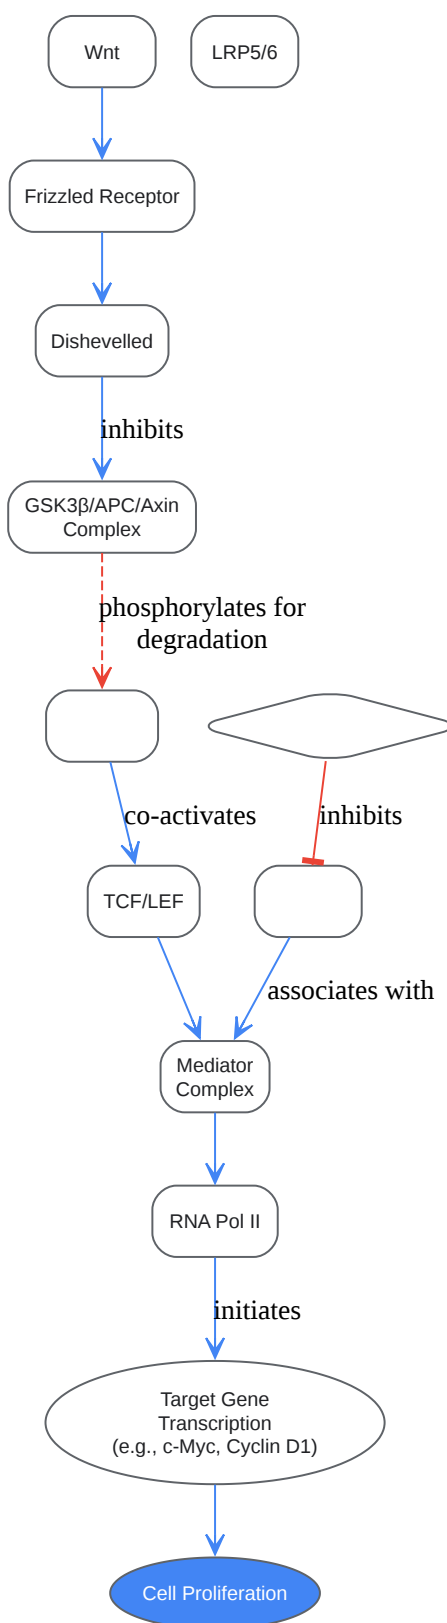 Wnt
LRP5/6
Frizzled Receptor
Dishevelled
inhibits
GSK3β/APC/Axin
Complex
phosphorylates for
degradation
co-activates
inhibits
TCF/LEF
associates with
Mediator
Complex
RNA Pol II
initiates
Target Gene
Transcription
(e.g., c-Myc, Cyclin D1)
Cell Proliferation